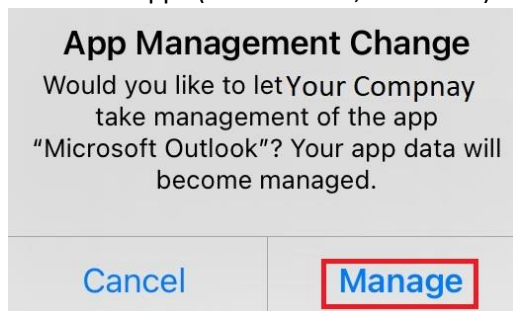 App Management Change
Would you like to let Your Compnay
take management of the app
"Microsoft Outlook"? Your app data will
become managed.
Cancel Manage